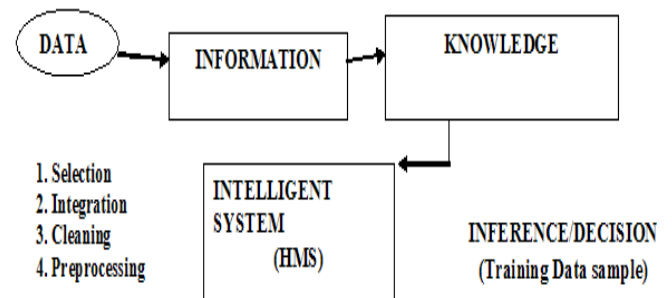 DATA
INFORMATION
KNOWLEDGE
1. Selection
2. Integration
3. Cleaning
4. Preprocessing
INTELLIGENT
SYSTEM
(HMS)
INFERENCE/DECISION
(Training Data sample)